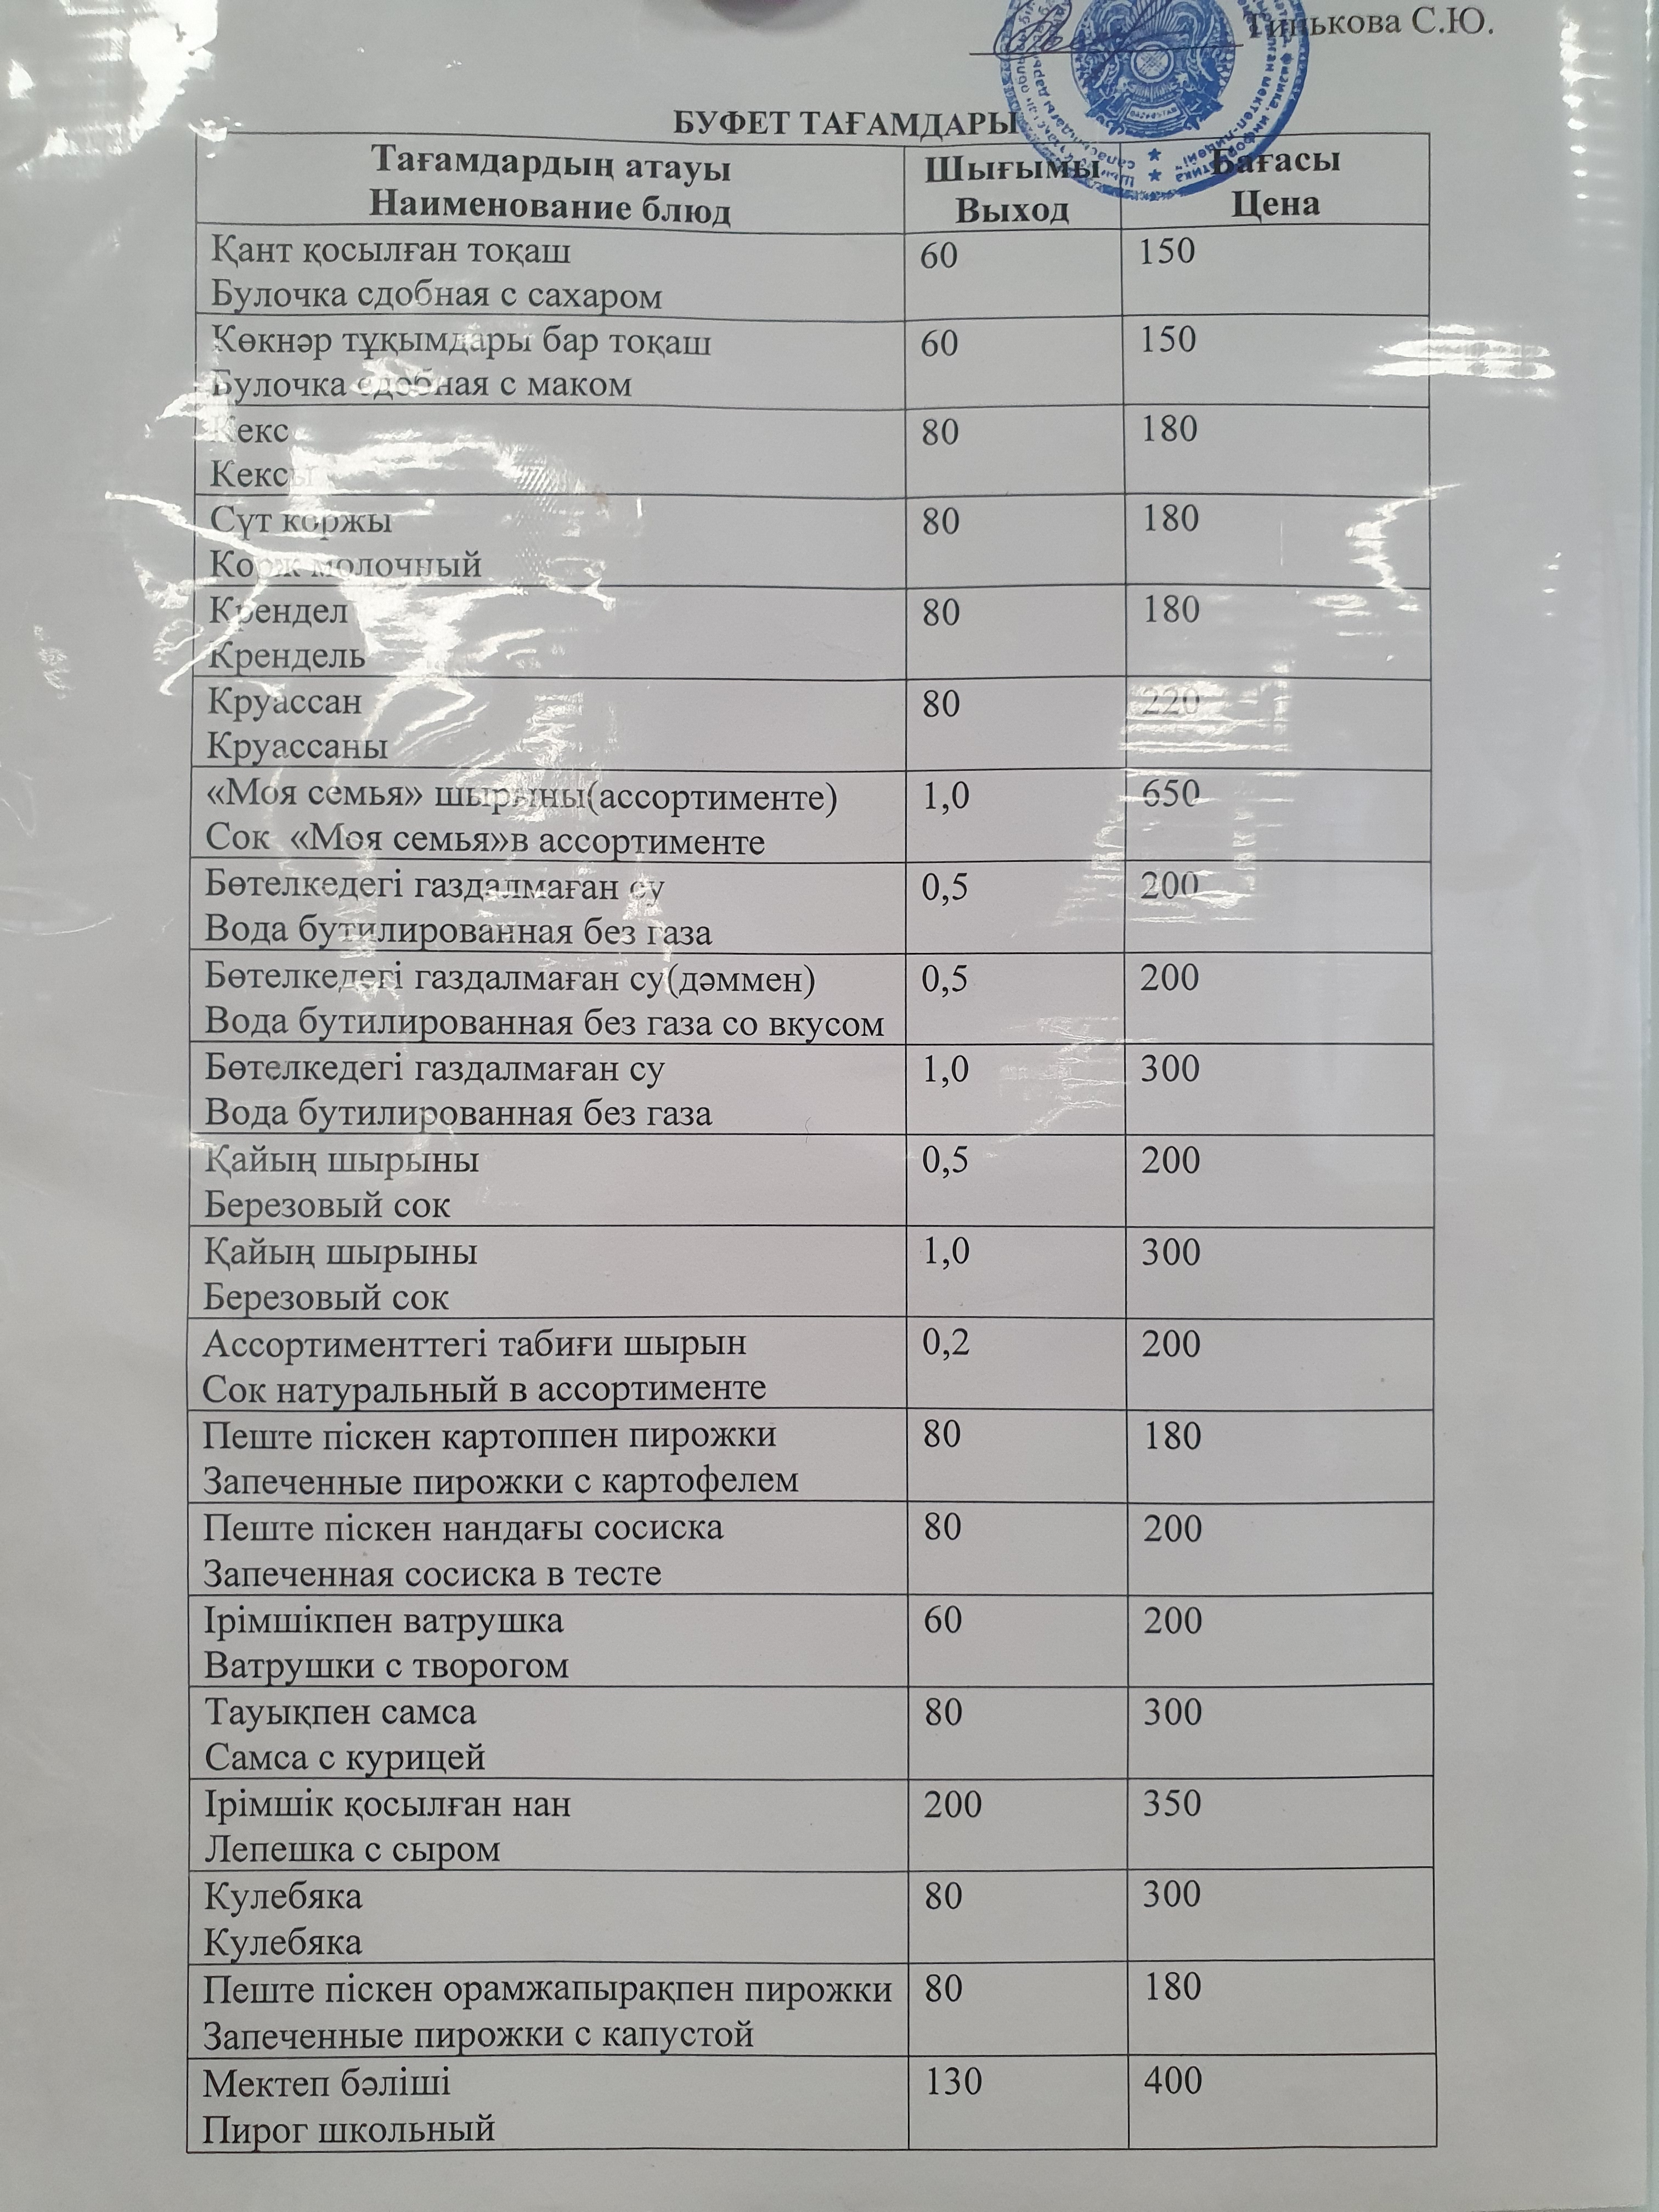 Тинькова С.Ю.
БУФЕТ ТАҒАМДАРЫ
Тағамдардың атауы
Наименование блюд
Шығымы
Выход
Бағасы
Цена
Қант қосылған тоқаш
Булочка сдобная с сахаром
60
150
Көкнәр тұқымдары бар тоқаш
Булочка сдобная с маком
60
150
Кекс
Кексы
80
180
Сүт коржы
Корж молочный
80
180
Крендел
Крендель
80
180
Круассан
Круассаны
80
220
«Моя семья» шырыны(ассортименте)
Сок «Моя семья»в ассортименте
1,0
650
Бөтелкедегі газдалмаған су
Вода бутилированная без газа
0,5
200
Бөтелкедегі газдалмаған су(дәммен)
Вода бутилированная без газа со вкусом
0,5
200
Бөтелкедегі газдалмаған су
Вода бутилированная без газа
1,0
300
Қайың шырыны
Березовый сок
0,5
200
Қайың шырыны
Березовый сок
1,0
300
Ассортименттегі табиғи шырын
Сок натуральный в ассортименте
0,2
200
Пеште піскен картоппен пирожки
Запеченные пирожки с картофелем
80
180
Пеште піскен нандағы сосиска
Запеченная сосиска в тесте
80
200
Ірімшікпен ватрушка
Ватрушки с творогом
60
200
Тауықпен самса
Самса с курицей
80
300
Ірімшік қосылған нан
Лепешка с сыром
200
350
Кулебяка
Кулебяка
80
300
Пеште піскен орамжапырақпен пирожки
Запеченные пирожки с капустой
80
180
Мектеп бәліші
Пирог школьный
130
400